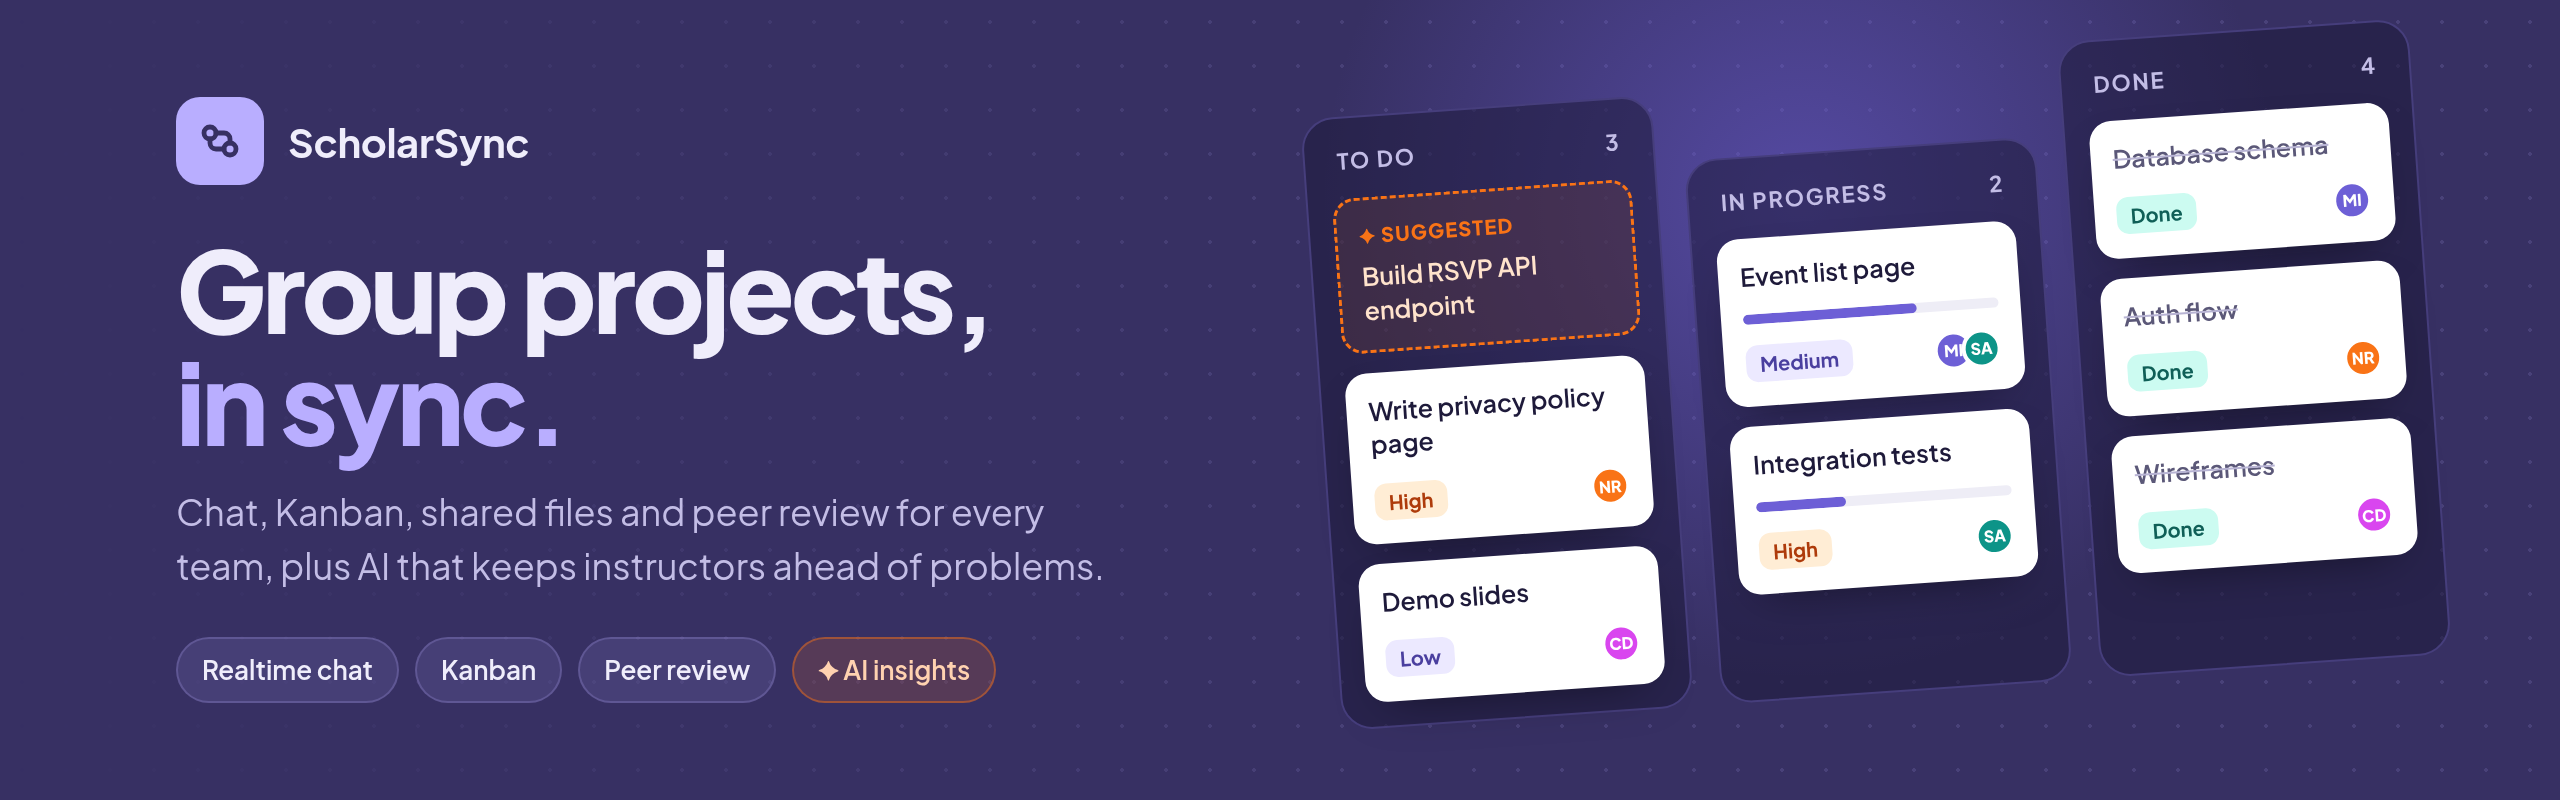 ScholarSync
Group projects,
in sync.
Chat, Kanban, shared files and peer review for every
team, plus AI that keeps instructors ahead of problems.
Realtime chat
Kanban
Peer review
✦ AI insights
TO DO 3
✦ SUGGESTED
Build RSVP API
endpoint
Write privacy policy
page
High NR
Demo slides
Low CD
IN PROGRESS 2
Event list page
Medium MI SA
Integration tests
High SA
DONE 4
Database schema
Done MI
Auth flow
Done NR
Wireframes
Done CD